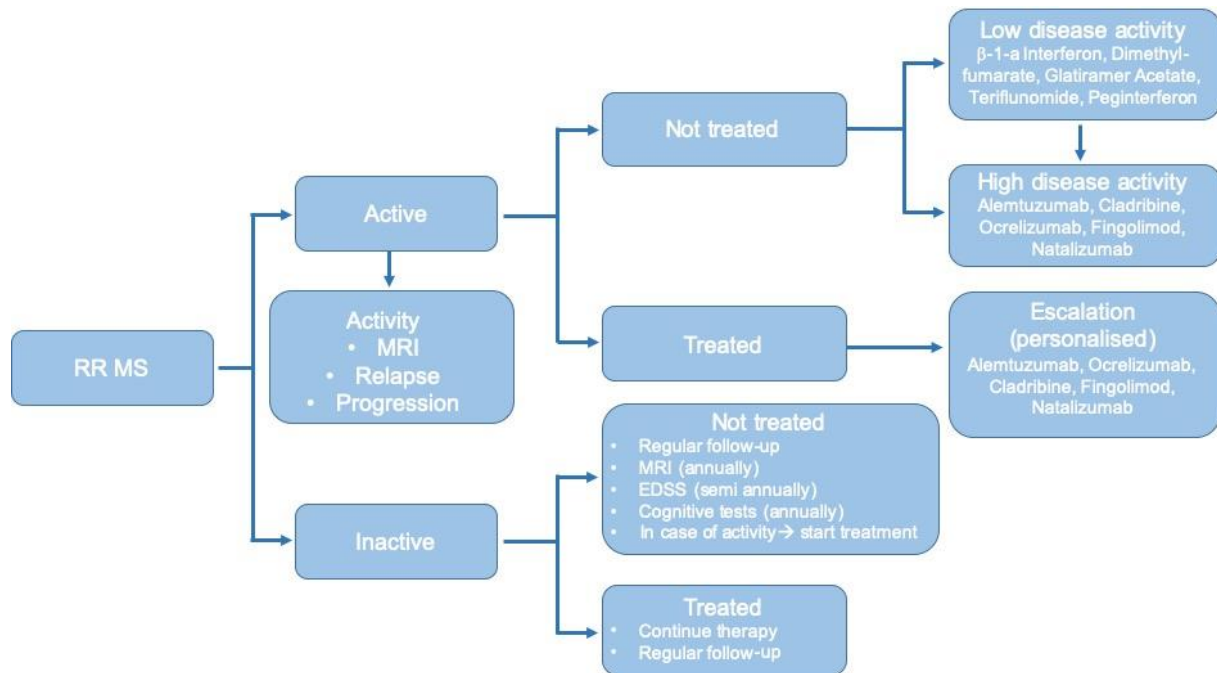 RR MS
Active
Activity
• MRI
• Relapse
• Progression
Inactive
Not treated
Treated
Not treated
• Regular follow-up
• MRI (annually)
• EDSS (semi annually)
• Cognitive tests (annually)
• In case of activity→ start treatment
Treated
• Continue therapy
• Regular follow-up
Low disease activity
β-1-a Interferon, Dimethyl-
fumarate, Glatiramer Acetate,
Teriflunomide, Peginterferon
High disease activity
Alemtuzumab, Cladribine,
Ocrelizumab, Fingolimod,
Natalizumab
Escalation
(personalised)
Alemtuzumab, Ocrelizumab,
Cladribine, Fingolimod,
Natalizumab